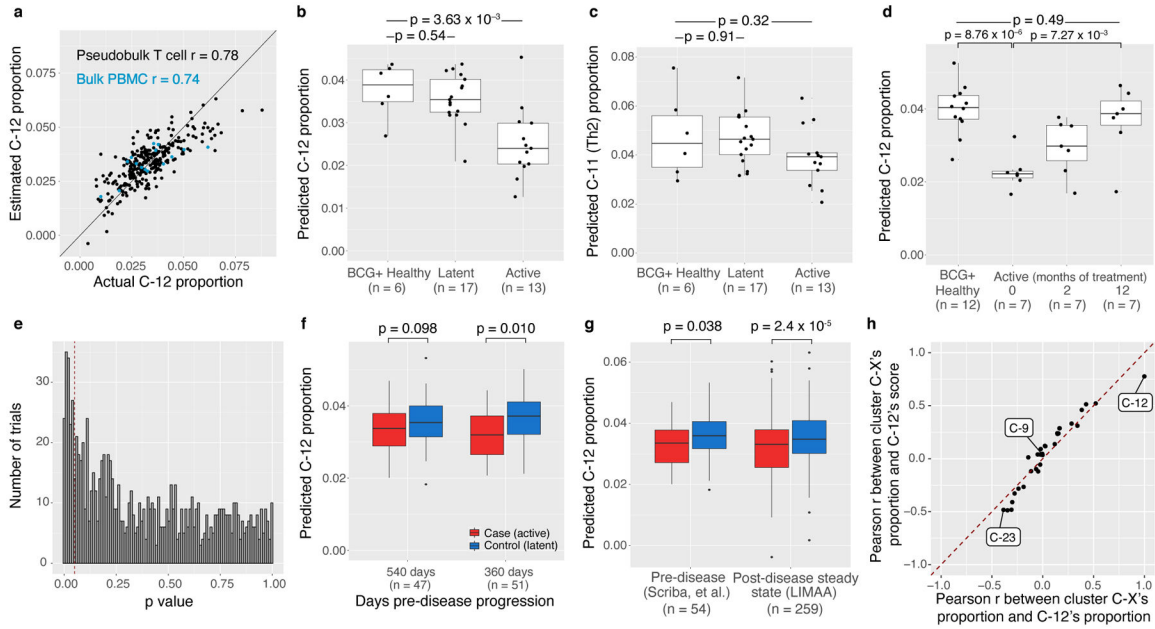 a
Pseudobulk T cell r = 0.78
Bulk PBMC r = 0.74
Estimated C-12 proportion
0.075
0.050
0.025
0.000
0.000
0.025
0.050
0.075
Actual C-12 proportion
b
p = 3.63 x 10⁻³
p = 0.54
Predicted C-12 proportion
0.04
0.03
0.02
0.01
0.00
BCG+ Healthy
(n = 6)
Latent
(n = 17)
Active
(n = 13)
c
p = 0.32
p = 0.91
Predicted C-11 (Th2) proportion
0.08
0.06
0.04
0.02
0.00
BCG+ Healthy
(n = 6)
Latent
(n = 17)
Active
(n = 13)
d
p = 0.49
p = 8.76 x 10⁻⁶
p = 7.27 x 10⁻³
Predicted C-12 proportion
0.04
0.02
0.00
BCG+
Healthy
(n = 12)
Active (months of treatment)
0
2
12
(n = 7)
(n = 7)
(n = 7)
e
Number of trials
30
20
10
0
0.00
0.25
0.50
0.75
1.00
p value
f
p = 0.098
p = 0.010
Predicted C-12 proportion
0.04
0.02
0.00
Case (active)
Control (latent)
540 days
(n = 47)
360 days
(n = 51)
Days pre-disease progression
g
p = 0.038
p = 2.4 x 10⁻⁵
Predicted C-12 proportion
0.06
0.04
0.02
0.00
Pre-disease
(Scriba, et al.)
(n = 54)
Post-disease steady
state (LIMAA)
(n = 259)
h
Pearson r between cluster C-X's
proportion and C-12's score
1.0
0.5
0.0
-0.5
-1.0
C-12
C-9
C-23
-1.0
-0.5
0.0
0.5
1.0
Pearson r between cluster C-X's
proportion and C-12's proportion